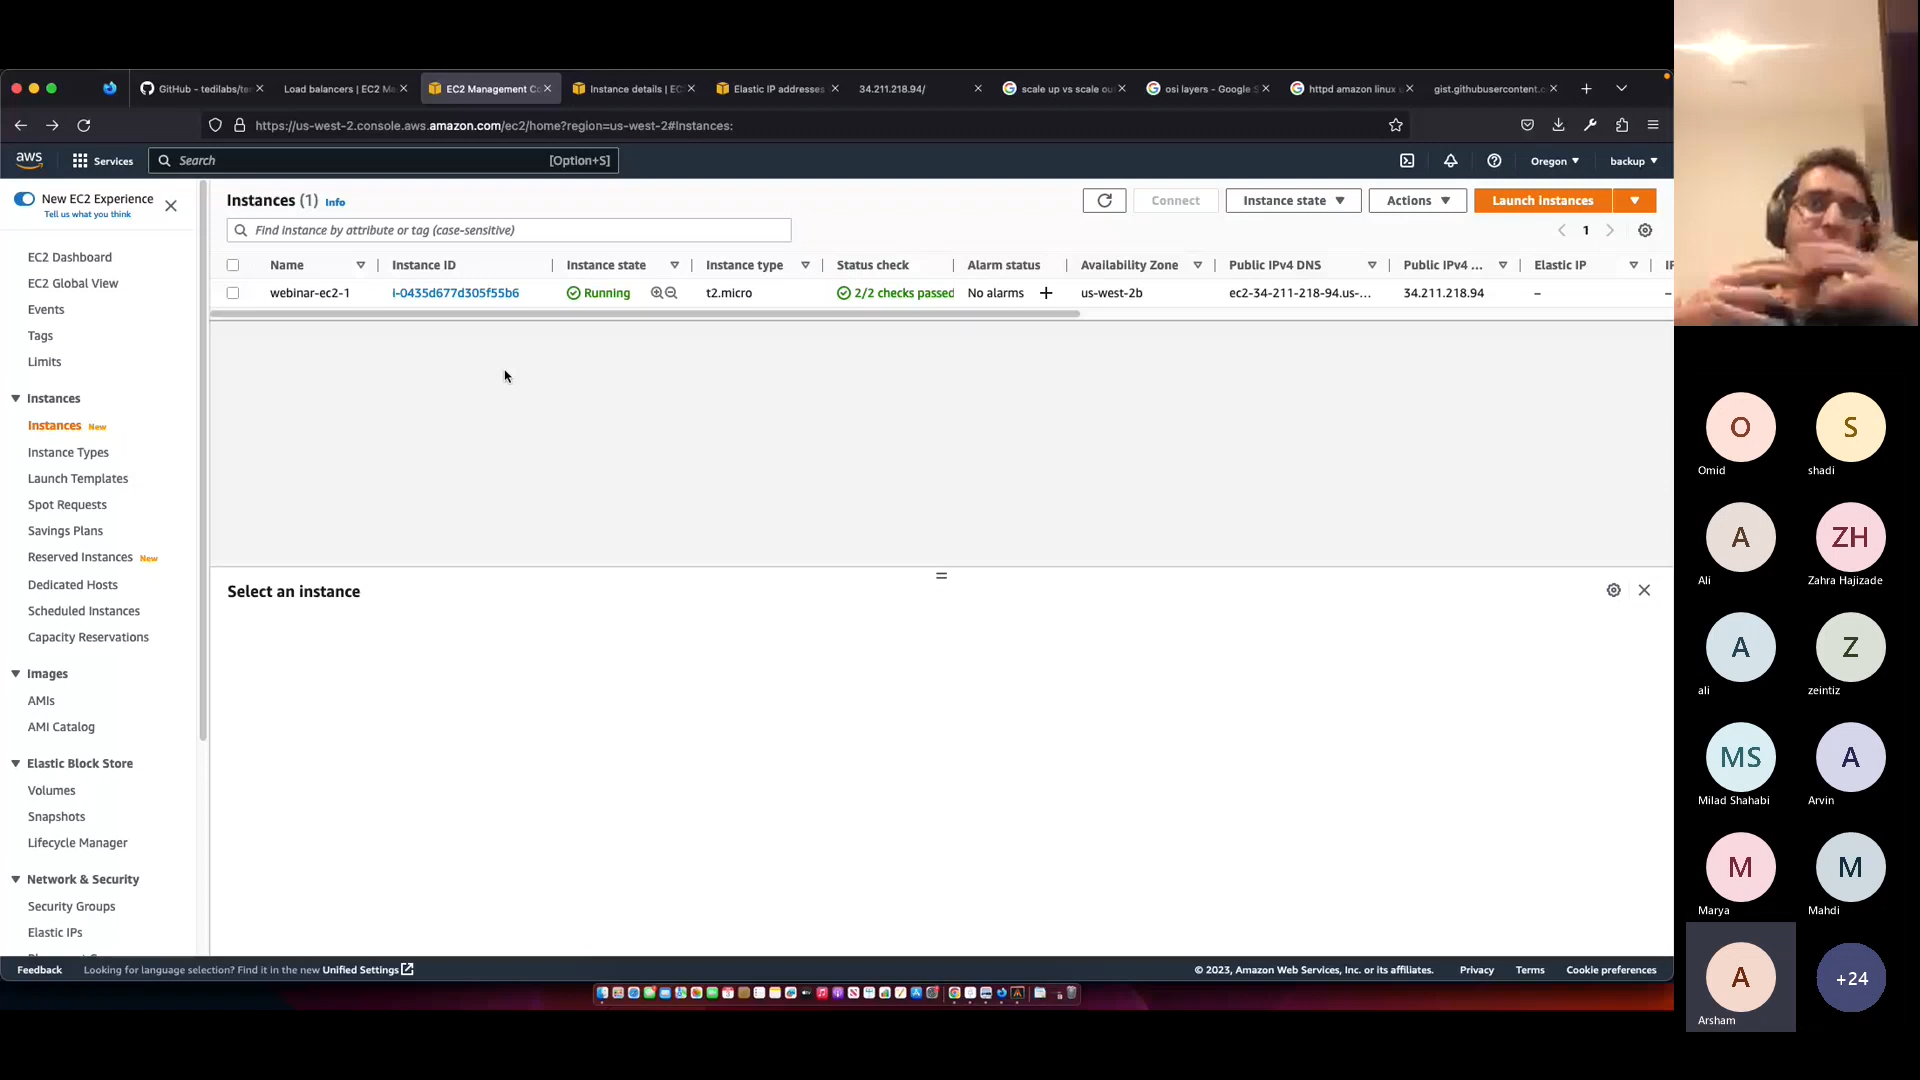 GitHub - tedilabs/te
Load balancers | EC2 M
EC2 Management Co
Instance details | EC
Elastic IP addresses
34.211.218.94/
scale up vs scale ou
osi layers - Google S
httpd amazon linux
gist.githubusercontent.c
https://us-west-2.console.aws.amazon.com/ec2/home?region=us-west-2#Instances:
aws
Services
Search
[Option+S]
Oregon
backup
New EC2 Experience
Tell us what you think
EC2 Dashboard
EC2 Global View
Events
Tags
Limits
Instances
Instances New
Instance Types
Launch Templates
Spot Requests
Savings Plans
Reserved Instances New
Dedicated Hosts
Scheduled Instances
Capacity Reservations
Images
AMIs
AMI Catalog
Elastic Block Store
Volumes
Snapshots
Lifecycle Manager
Network & Security
Security Groups
Elastic IPs
Instances (1) Info
Connect
Instance state
Actions
Launch instances
Find instance by attribute or tag (case-sensitive)
1
Name
Instance ID
Instance state
Instance type
Status check
Alarm status
Availability Zone
Public IPv4 DNS
Public IPv4 ...
Elastic IP
webinar-ec2-1
i-0435d677d305f55b6
Running
t2.micro
2/2 checks passed
No alarms +
us-west-2b
ec2-34-211-218-94.us-...
34.211.218.94
–
–
Select an instance
Feedback
Looking for language selection? Find it in the new Unified Settings
© 2023, Amazon Web Services, Inc. or its affiliates.
Privacy
Terms
Cookie preferences
O
Omid
S
shadi
A
Ali
ZH
Zahra Hajizade
A
ali
Z
zeintiz
MS
Milad Shahabi
A
Arvin
M
Marya
M
Mahdi
A
Arsham
+24